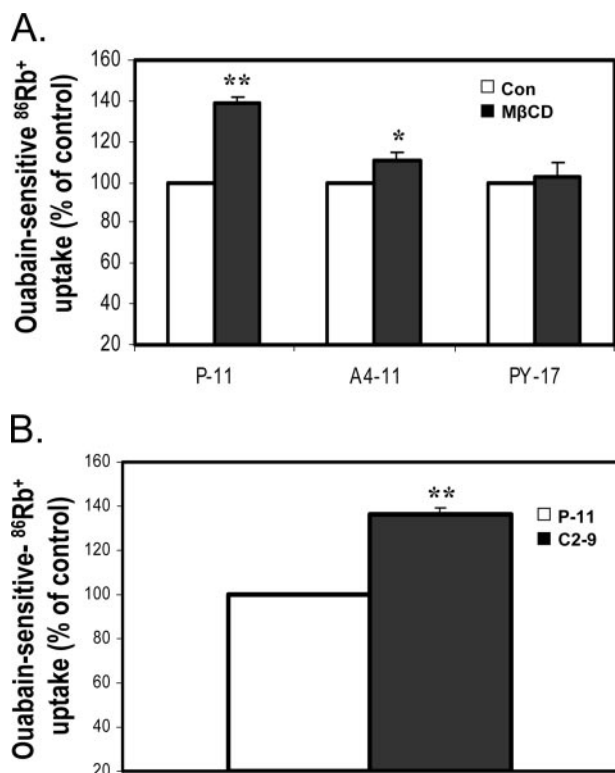 A.
Ouabain-sensitive ⁸⁶Rb⁺
uptake (% of control)
160
140
120
100
80
60
40
20
**
*
Con
MβCD
P-11
A4-11
PY-17
B.
Ouabain-sensitive- ⁸⁶Rb⁺
uptake (% of control)
160
140
120
100
80
60
40
20
**
P-11
C2-9